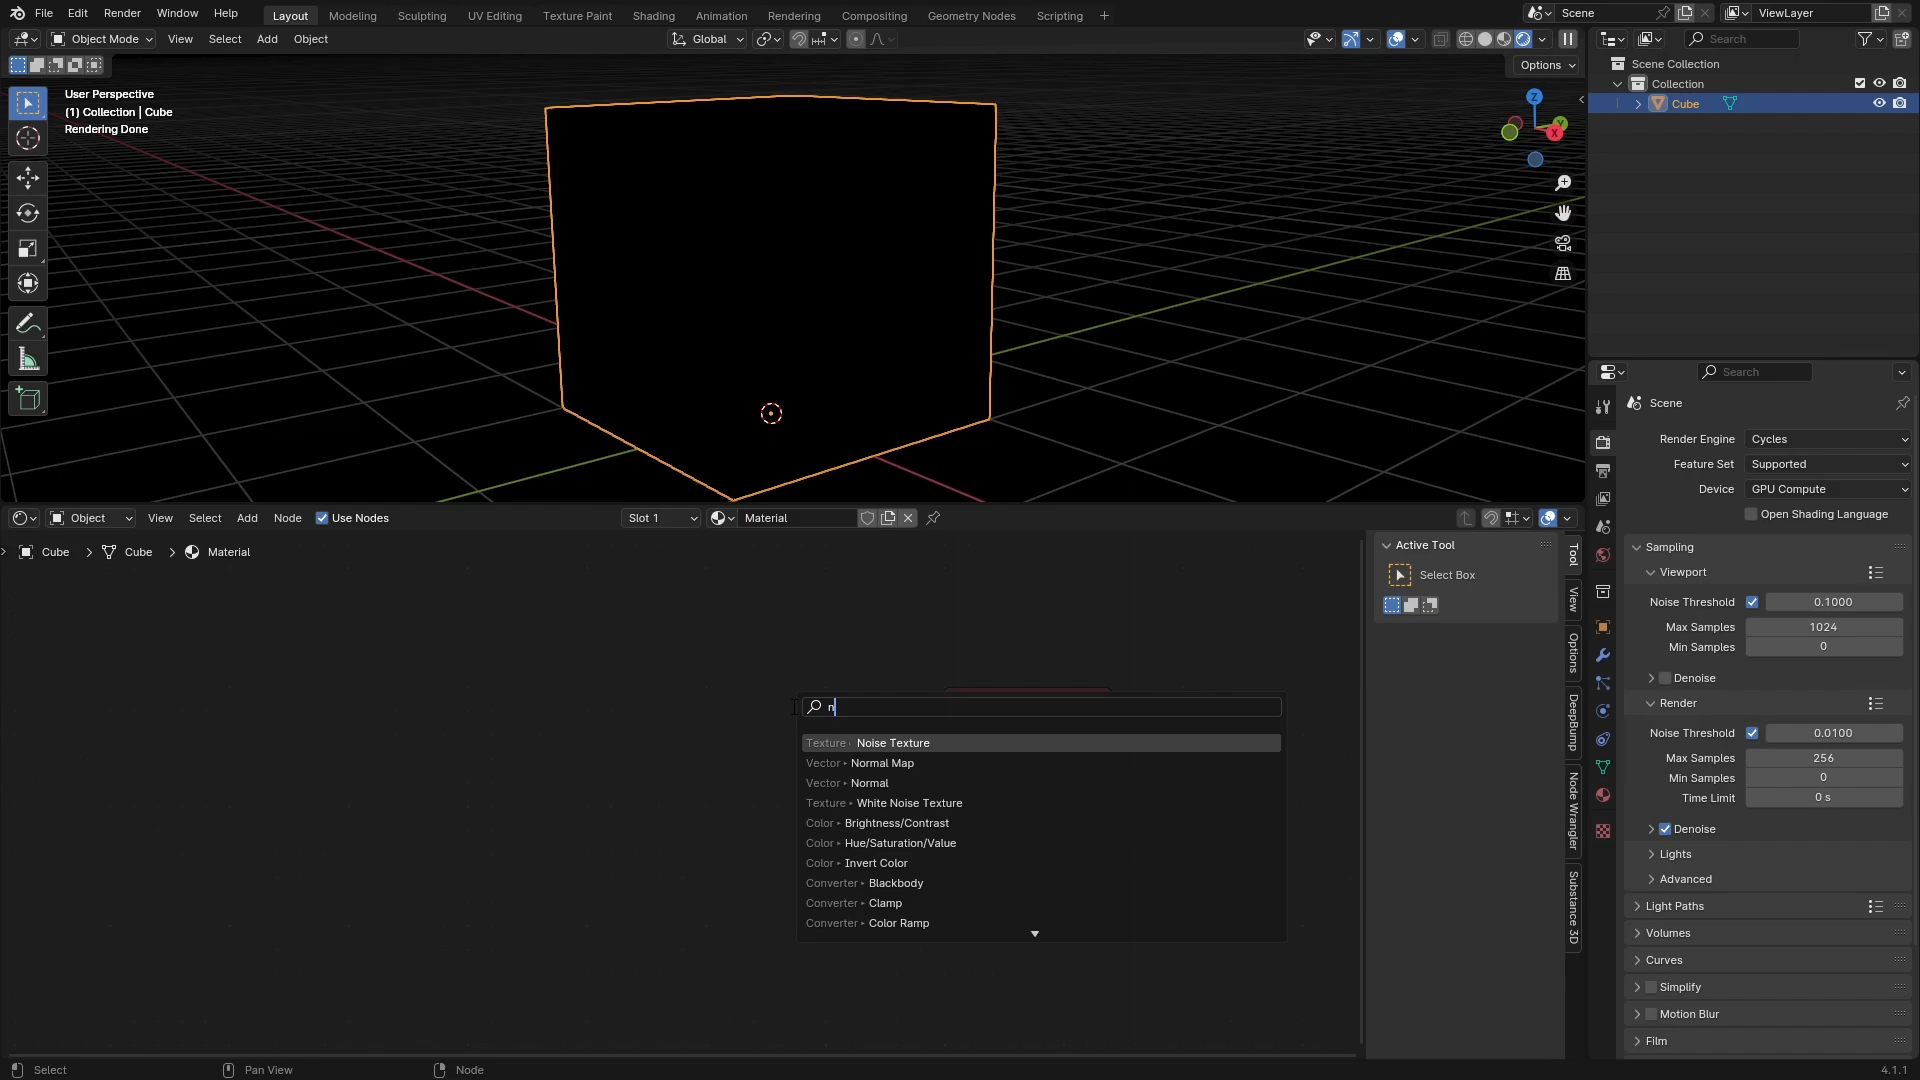 File Edit Render Window Help Layout Modeling Sculpting UV Editing Texture Paint Shading Animation Rendering Compositing Geometry Nodes Scripting + Scene ViewLayer
Object Mode View Select Add Object Global Search
Options
User Perspective
(1) Collection | Cube
Rendering Done
Z
Y
X
Scene Collection
Collection
Cube
Search
Scene
Render Engine Cycles
Feature Set Supported
Device GPU Compute
Open Shading Language
Sampling
Viewport
Noise Threshold 0.1000
Max Samples 1024
Min Samples 0
Denoise
Render
Noise Threshold 0.0100
Max Samples 256
Min Samples 0
Time Limit 0 s
Denoise
Lights
Advanced
Light Paths
Volumes
Curves
Simplify
Motion Blur
Film
Object View Select Add Node Use Nodes Slot 1 Material
Cube > Cube > Material
Active Tool
Select Box
Tool
View
Options
DeepBump
Node Wrangler
Substance 3D
n
Texture ▸ Noise Texture
Vector ▸ Normal Map
Vector ▸ Normal
Texture ▸ White Noise Texture
Color ▸ Brightness/Contrast
Color ▸ Hue/Saturation/Value
Color ▸ Invert Color
Converter ▸ Blackbody
Converter ▸ Clamp
Converter ▸ Color Ramp
Select Pan View Node 4.1.1